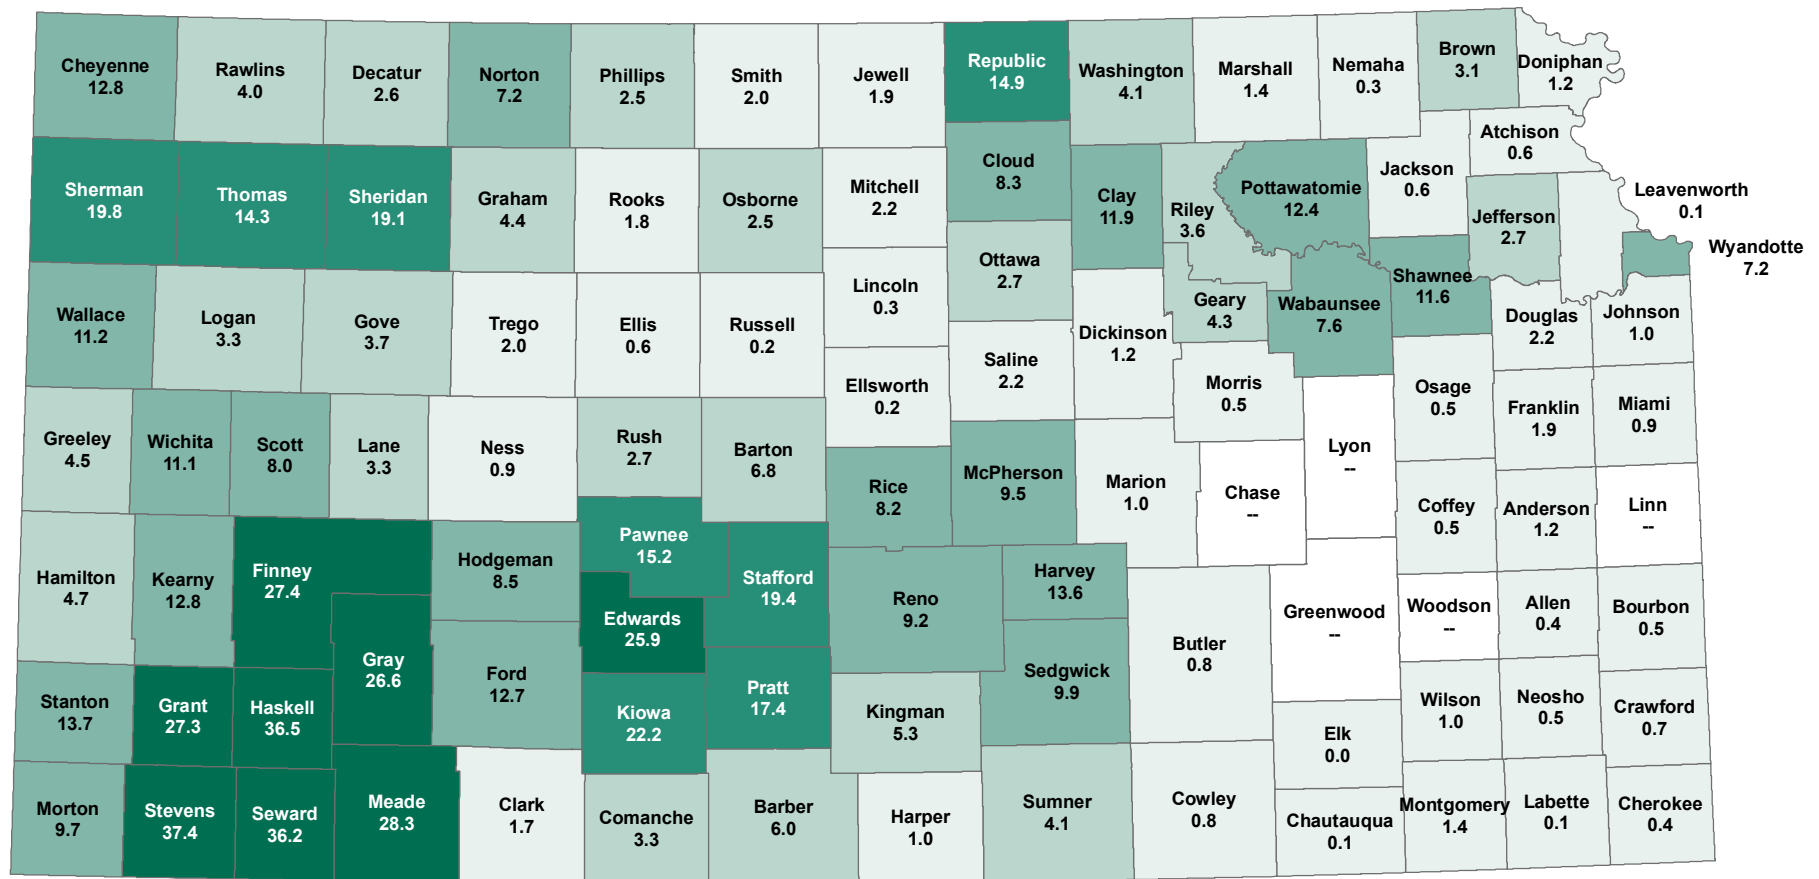 Cheyenne
12.8
Rawlins
4.0
Decatur
2.6
Norton
7.2
Phillips
2.5
Smith
2.0
Jewell
1.9
Republic
14.9
Washington
4.1
Marshall
1.4
Nemaha
0.3
Brown
3.1
Doniphan
1.2
Sherman
19.8
Thomas
14.3
Sheridan
19.1
Graham
4.4
Rooks
1.8
Osborne
2.5
Mitchell
2.2
Cloud
8.3
Clay
11.9
Riley
3.6
Pottawatomie
12.4
Jackson
0.6
Atchison
0.6
Jefferson
2.7
Leavenworth
0.1
Wyandotte
7.2
Wallace
11.2
Logan
3.3
Gove
3.7
Trego
2.0
Ellis
0.6
Russell
0.2
Lincoln
0.3
Ottawa
2.7
Dickinson
1.2
Geary
4.3
Wabaunsee
7.6
Shawnee
11.6
Douglas
2.2
Johnson
1.0
Ellsworth
0.2
Saline
2.2
Morris
0.5
Osage
0.5
Franklin
1.9
Miami
0.9
Greeley
4.5
Wichita
11.1
Scott
8.0
Lane
3.3
Ness
0.9
Rush
2.7
Barton
6.8
Rice
8.2
McPherson
9.5
Marion
1.0
Chase
--
Lyon
--
Coffey
0.5
Anderson
1.2
Linn
--
Hamilton
4.7
Kearny
12.8
Finney
27.4
Hodgeman
8.5
Pawnee
15.2
Stafford
19.4
Edwards
25.9
Reno
9.2
Harvey
13.6
Butler
0.8
Greenwood
--
Woodson
--
Allen
0.4
Bourbon
0.5
Stanton
13.7
Grant
27.3
Haskell
36.5
Gray
26.6
Ford
12.7
Kiowa
22.2
Pratt
17.4
Kingman
5.3
Sedgwick
9.9
Elk
0.0
Wilson
1.0
Neosho
0.5
Crawford
0.7
Morton
9.7
Stevens
37.4
Seward
36.2
Meade
28.3
Clark
1.7
Comanche
3.3
Barber
6.0
Harper
1.0
Sumner
4.1
Cowley
0.8
Chautauqua
0.1
Montgomery
1.4
Labette
0.1
Cherokee
0.4